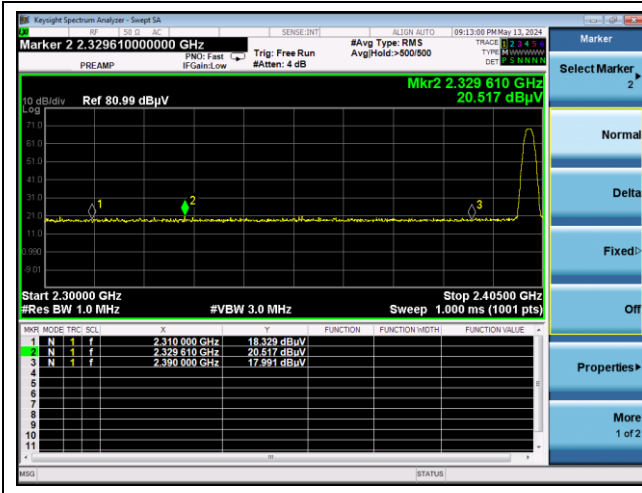 Keysight Spectrum Analyzer - Swept SA
RF 50 Ω AC SENSE:INT ALIGN AUTO 09:13:00 PM May 13, 2024
Marker 2 2.329610000000 GHz
PREAMP
PNO: Fast
IFGain:Low
Trig: Free Run
#Atten: 4 dB
#Avg Type: RMS
Avg|Hold:>500/500
TRACE 1 2 3 4 5 6
TYPE MWWWWW
DET P S N N N N
Mkr2 2.329 610 GHz
20.517 dBµV
10 dB/div Ref 80.99 dBµV
Log
71.0
61.0
51.0
41.0
31.0
21.0
11.0
0.990
-9.01
1
2
3
Start 2.30000 GHz Stop 2.40500 GHz
#Res BW 1.0 MHz #VBW 3.0 MHz Sweep 1.000 ms (1001 pts)
MKR MODE TRC SCL X Y FUNCTION FUNCTION WIDTH FUNCTION VALUE
1 N 1 f 2.310 000 GHz 18.329 dBuV
2 N 1 f 2.329 610 GHz 20.517 dBuV
3 N 1 f 2.390 000 GHz 17.991 dBuV
4
5
6
7
8
9
10
11
MSG STATUS
Marker
Select Marker
2
Normal
Delta
Fixed
Off
Properties
More
1 of 2